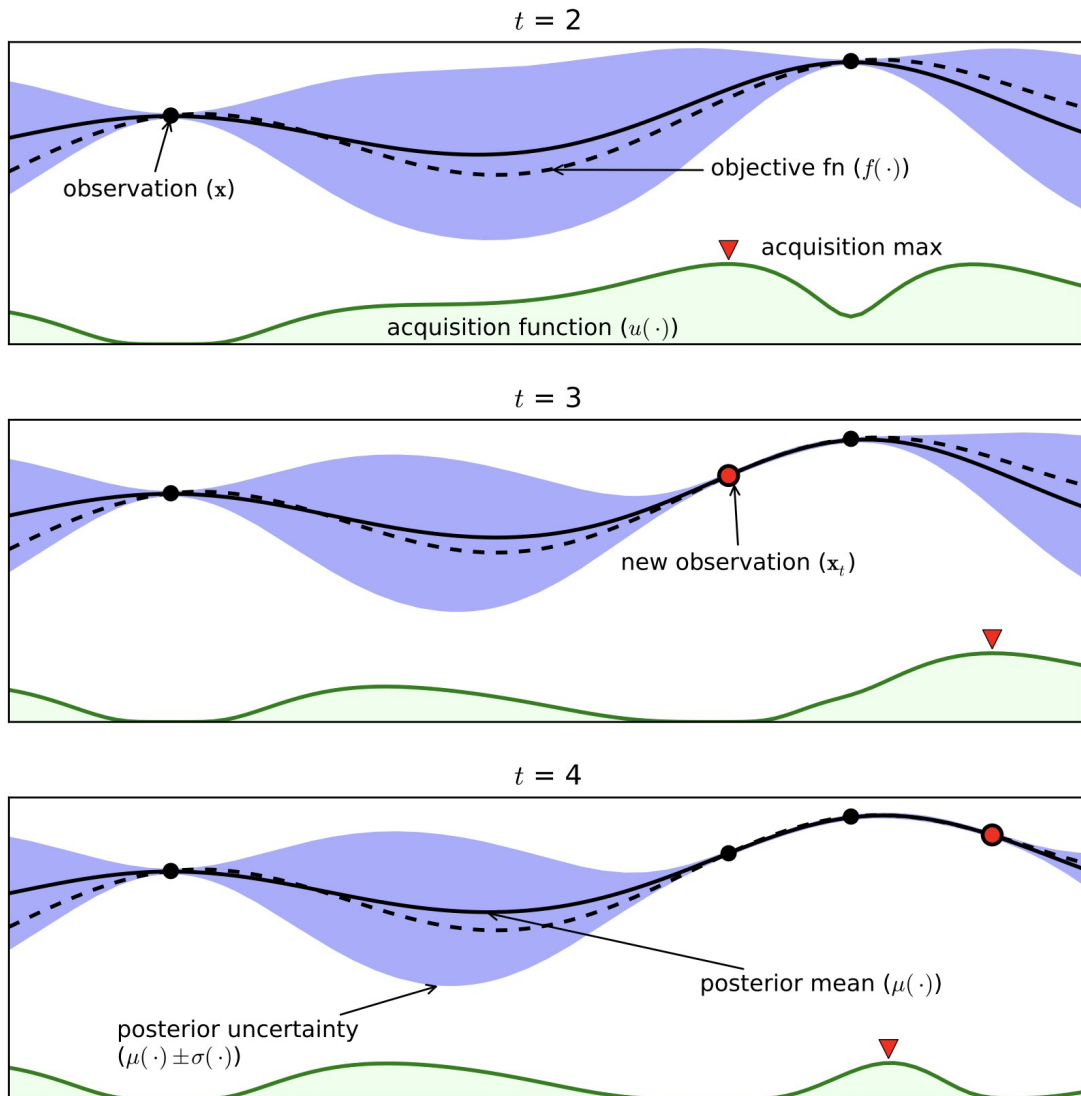 t = 2
observation (x)
objective fn (f(·))
acquisition max
acquisition function (u(·))
t = 3
new observation (xₜ)
t = 4
posterior mean (μ(·))
posterior uncertainty
(μ(·)±σ(·))